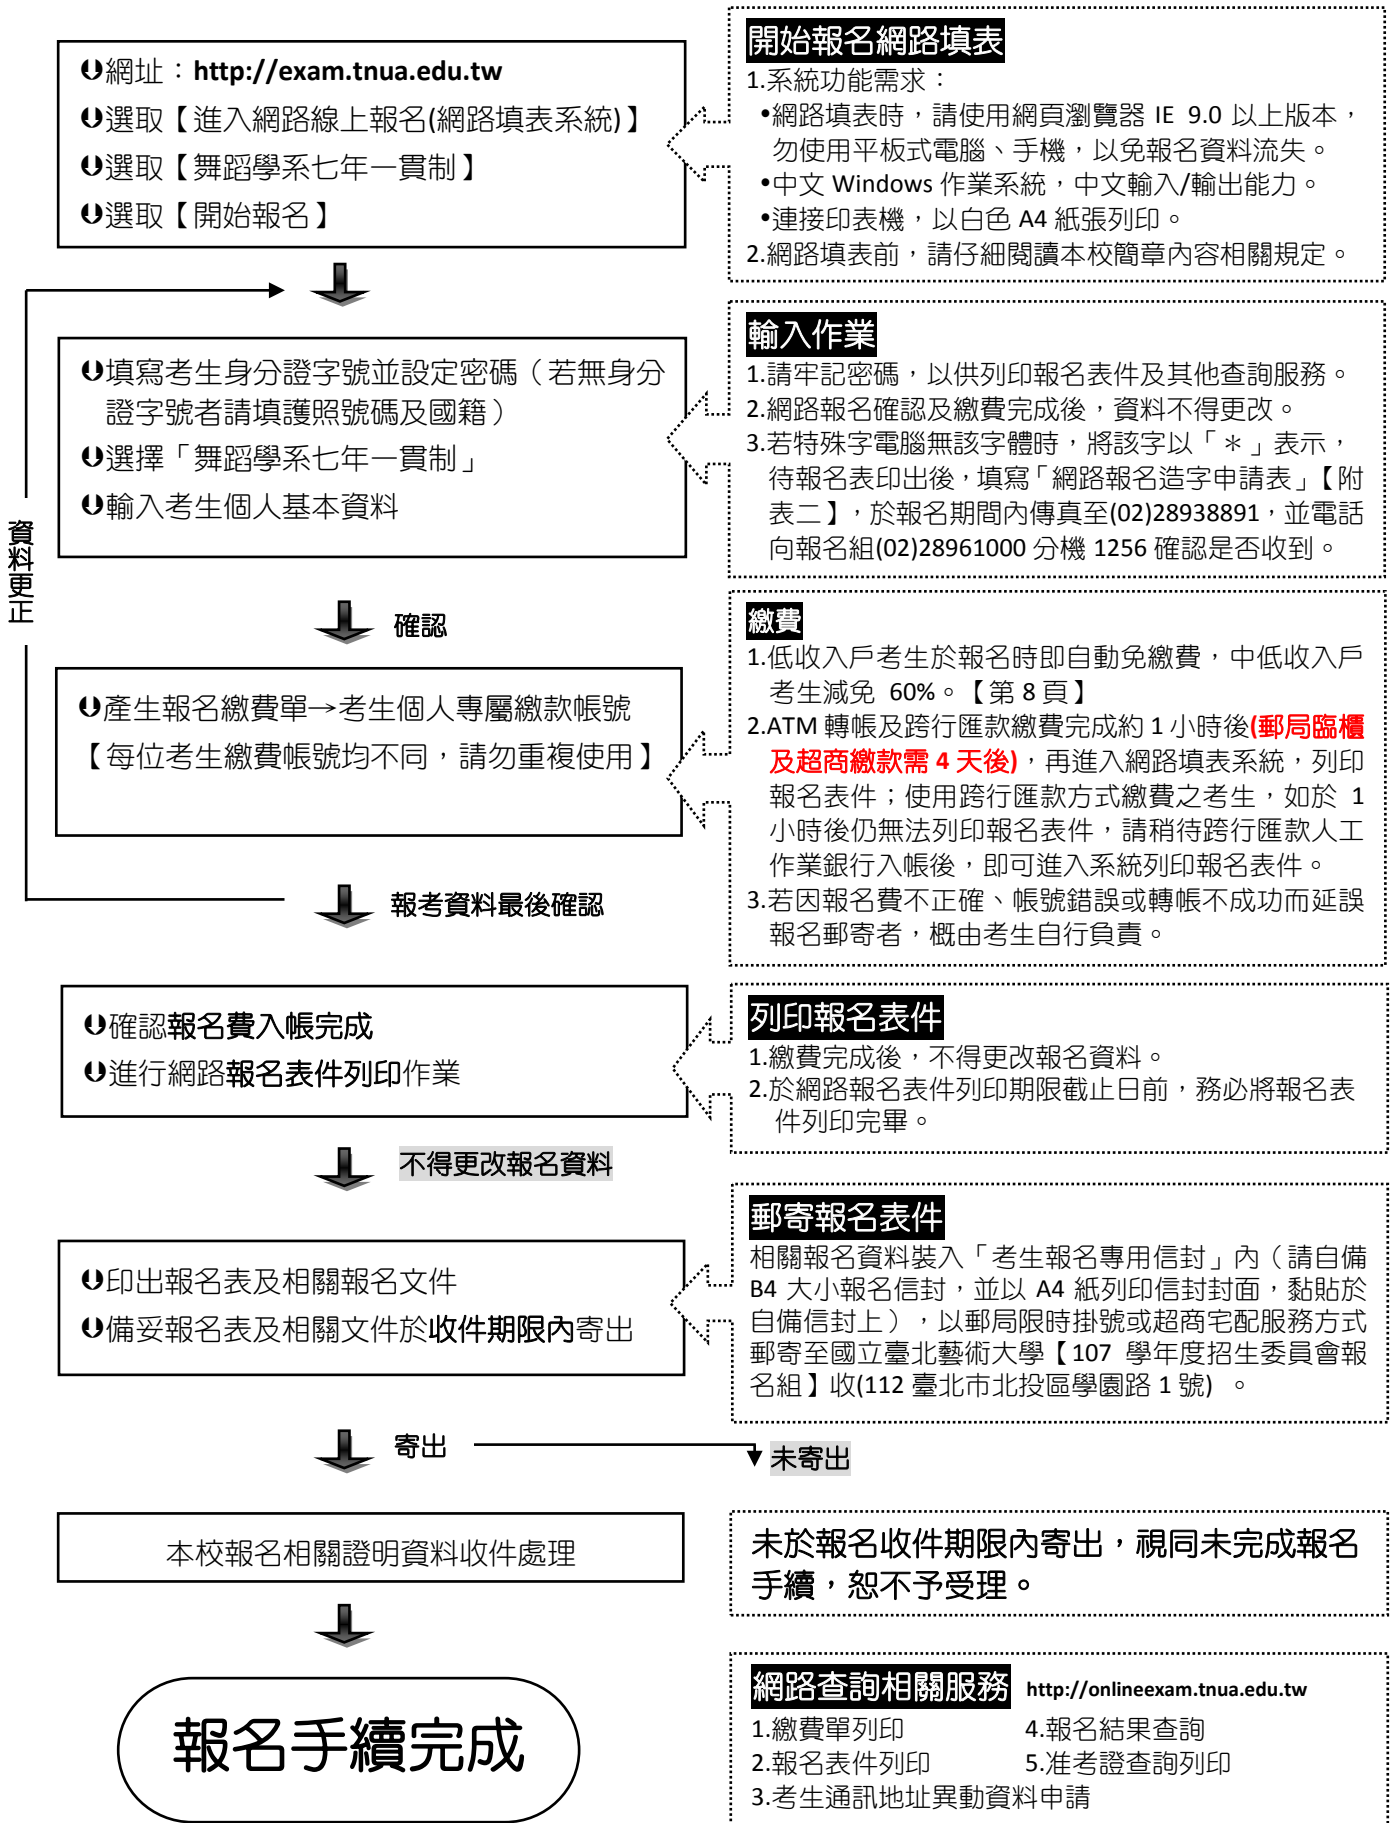 網址：http://exam.tnua.edu.tw
選取【進入網路線上報名(網路填表系統)】
選取【舞蹈學系七年一貫制】
選取【開始報名】
開始報名網路填表
1.系統功能需求：
•網路填表時，請使用網頁瀏覽器 IE 9.0 以上版本，
勿使用平板式電腦、手機，以免報名資料流失。
•中文 Windows 作業系統，中文輸入/輸出能力。
•連接印表機，以白色 A4 紙張列印。
2.網路填表前，請仔細閱讀本校簡章內容相關規定。
填寫考生身分證字號並設定密碼（若無身分
證字號者請填護照號碼及國籍）
選擇「舞蹈學系七年一貫制」
輸入考生個人基本資料
輸入作業
1.請牢記密碼，以供列印報名表件及其他查詢服務。
2.網路報名確認及繳費完成後，資料不得更改。
3.若特殊字電腦無該字體時，將該字以「＊」表示，
待報名表印出後，填寫「網路報名造字申請表」【附
表二】，於報名期間內傳真至(02)28938891，並電話
向報名組(02)28961000 分機 1256 確認是否收到。
資料更正
確認
產生報名繳費單→考生個人專屬繳款帳號
【每位考生繳費帳號均不同，請勿重複使用】
繳費
1.低收入戶考生於報名時即自動免繳費，中低收入戶
考生減免 60%。【第 8 頁】
2.ATM 轉帳及跨行匯款繳費完成約 1 小時後(郵局臨櫃
及超商繳款需 4 天後)，再進入網路填表系統，列印
報名表件；使用跨行匯款方式繳費之考生，如於 1
小時後仍無法列印報名表件，請稍待跨行匯款人工
作業銀行入帳後，即可進入系統列印報名表件。
3.若因報名費不正確、帳號錯誤或轉帳不成功而延誤
報名郵寄者，概由考生自行負責。
報考資料最後確認
確認報名費入帳完成
進行網路報名表件列印作業
列印報名表件
1.繳費完成後，不得更改報名資料。
2.於網路報名表件列印期限截止日前，務必將報名表
件列印完畢。
不得更改報名資料
印出報名表及相關報名文件
備妥報名表及相關文件於收件期限內寄出
郵寄報名表件
相關報名資料裝入「考生報名專用信封」內（請自備
B4 大小報名信封，並以 A4 紙列印信封封面，黏貼於
自備信封上），以郵局限時掛號或超商宅配服務方式
郵寄至國立臺北藝術大學【107 學年度招生委員會報
名組】收(112 臺北市北投區學園路 1 號) 。
寄出
未寄出
本校報名相關證明資料收件處理
未於報名收件期限內寄出，視同未完成報名
手續，恕不予受理。
報名手續完成
網路查詢相關服務 http://onlineexam.tnua.edu.tw
1.繳費單列印 4.報名結果查詢
2.報名表件列印 5.准考證查詢列印
3.考生通訊地址異動資料申請